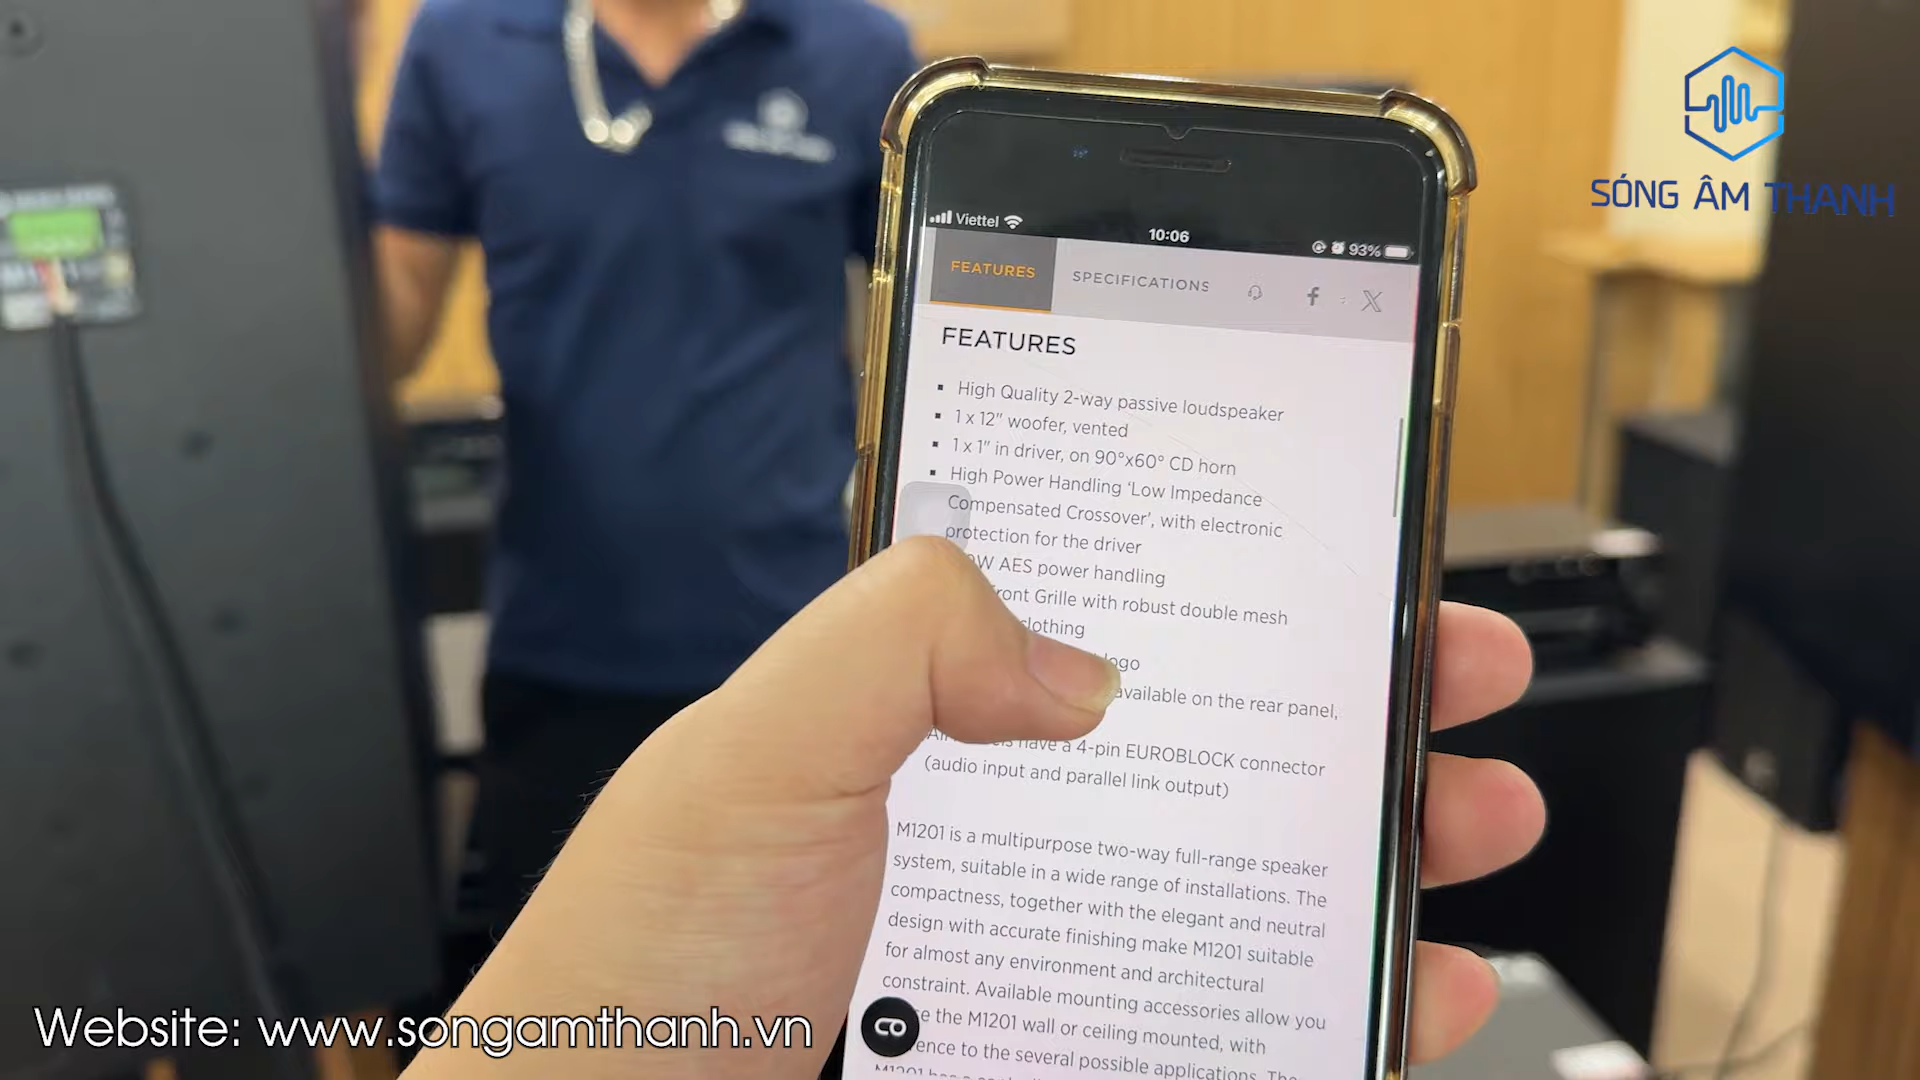 SÓNG ÂM THANH
Viettel
10:06
93%
FEATURES
SPECIFICATIONS
FEATURES
High Quality 2-way passive loudspeaker
1 x 12" woofer, vented
1 x 1" in driver, on 90°x60° CD horn
High Power Handling ‘Low Impedance
Compensated Crossover’, with electronic
protection for the driver
AES power handling
Grille with robust double mesh
clothing
logo
available on the rear panel,
have a 4-pin EUROBLOCK connector
(audio input and parallel link output)
M1201 is a multipurpose two-way full-range speaker
system, suitable in a wide range of installations. The
compactness, together with the elegant and neutral
design with accurate finishing make M1201 suitable
for almost any environment and architectural
constraint. Available mounting accessories allow you
the M1201 wall or ceiling mounted, with
to the several possible applications. The
Website: www.songamthanh.vn